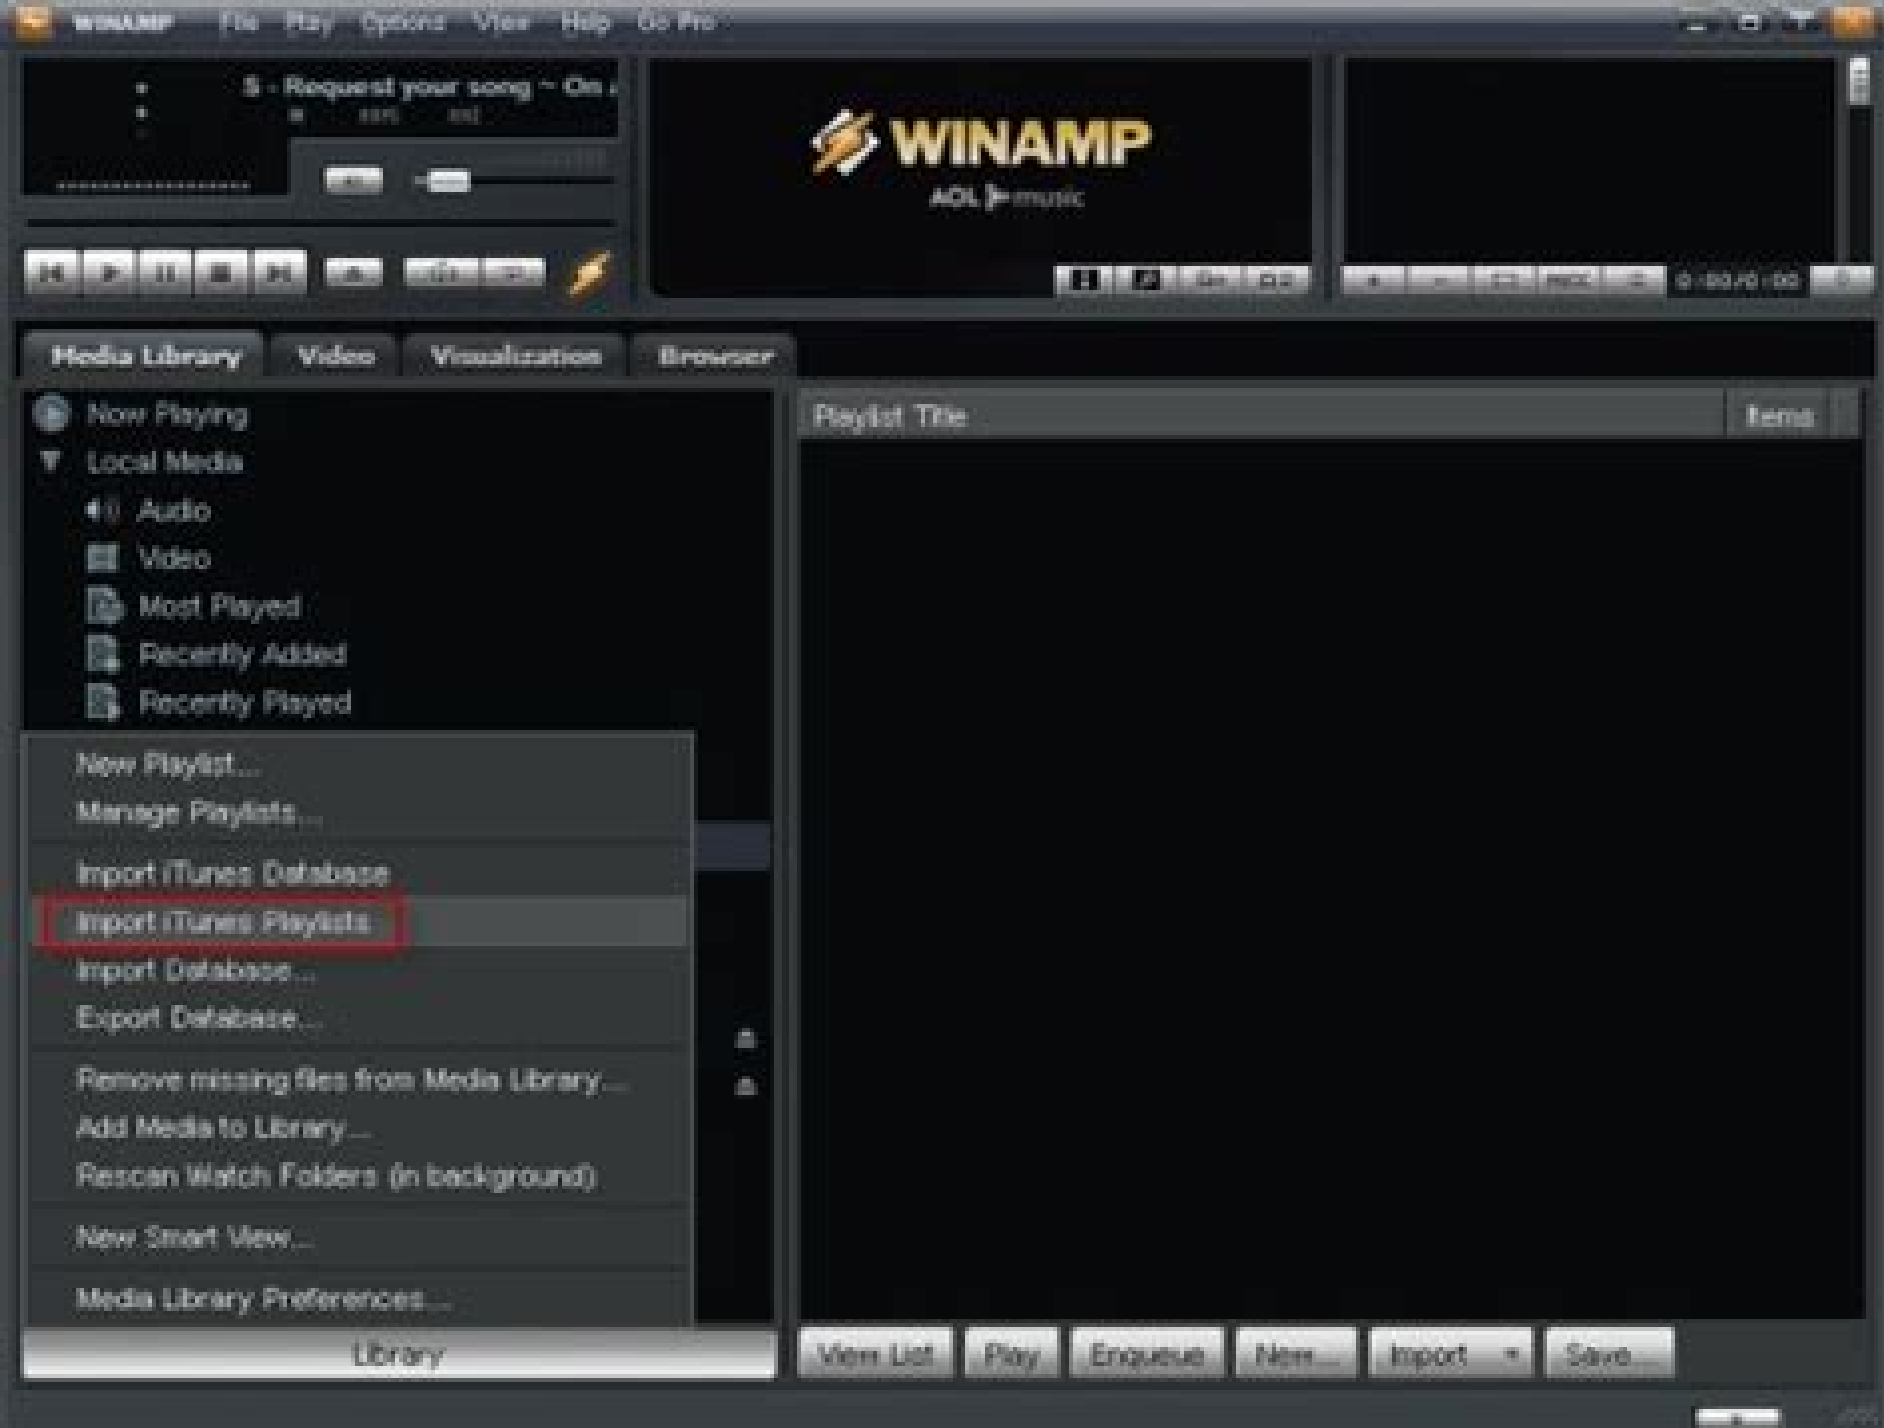 WINAMP File Play Options View Help Go Pro
S - Request your song ~ On
WINAMP
AOL music
0:00/0:00
Media Library Video Visualization Browser
Now Playing
Local Media
Audio
Video
Most Played
Recently Added
Recently Played
New Playlist...
Manage Playlists...
Import iTunes Database
Import iTunes Playlists
Import Database...
Export Database...
Remove missing files from Media Library...
Add Media to Library...
Rescan Watch Folders (in background)
New Smart View...
Media Library Preferences...
Library
Playlist Title Items
View List Play Enqueue New... Import Save...